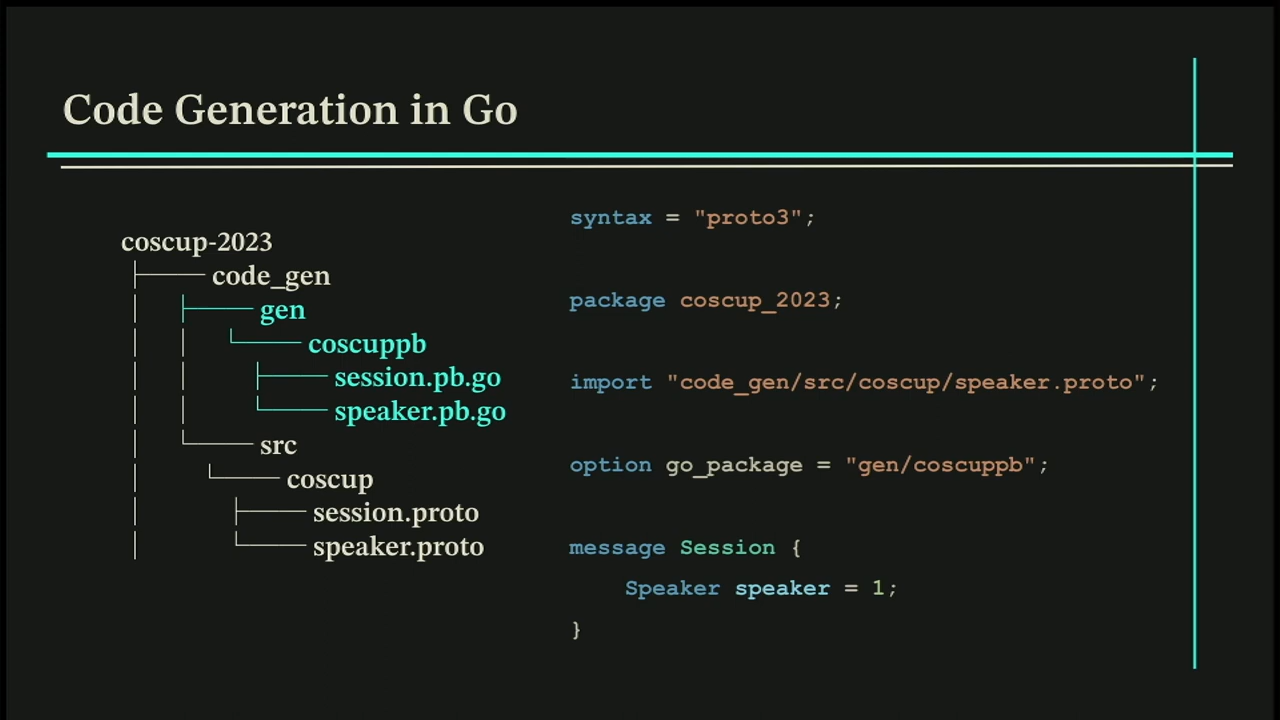 Code Generation in Go
coscup-2023
code_gen
gen
coscuppb
session.pb.go
speaker.pb.go
src
coscup
session.proto
speaker.proto
syntax = "proto3";
package coscup_2023;
import "code_gen/src/coscup/speaker.proto";
option go_package = "gen/coscuppb";
message Session {
Speaker speaker = 1;
}